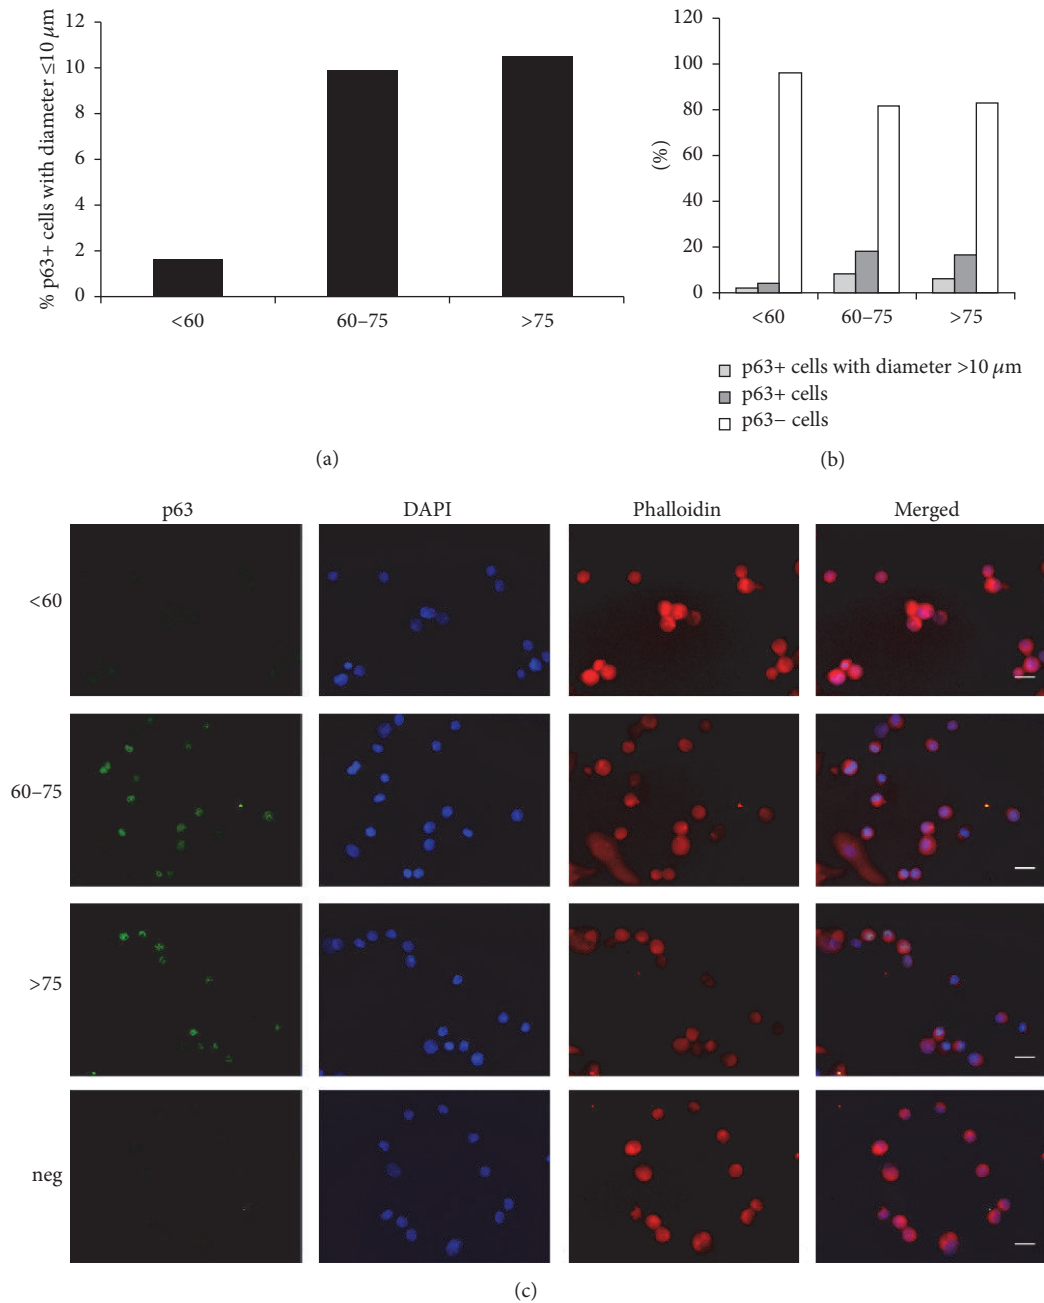 % p63+ cells with diameter ≤10 μm
12
10
8
6
4
2
0
<60
60–75
>75
(a)
(%)
120
100
80
60
40
20
0
<60
60–75
>75
p63+ cells with diameter >10 μm
p63+ cells
p63− cells
(b)
p63
DAPI
Phalloidin
Merged
<60
60–75
>75
neg
(c)